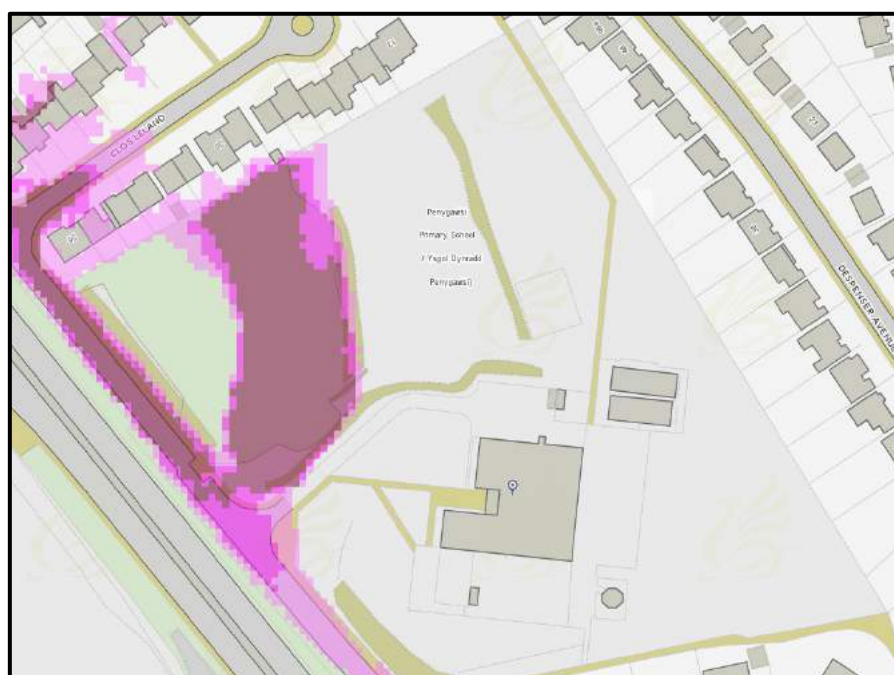 CLOS LELAND
Penygawsi
Primary School
/ Ysgol Gynradd
Penygawsi)
DESPENSER AVENUE